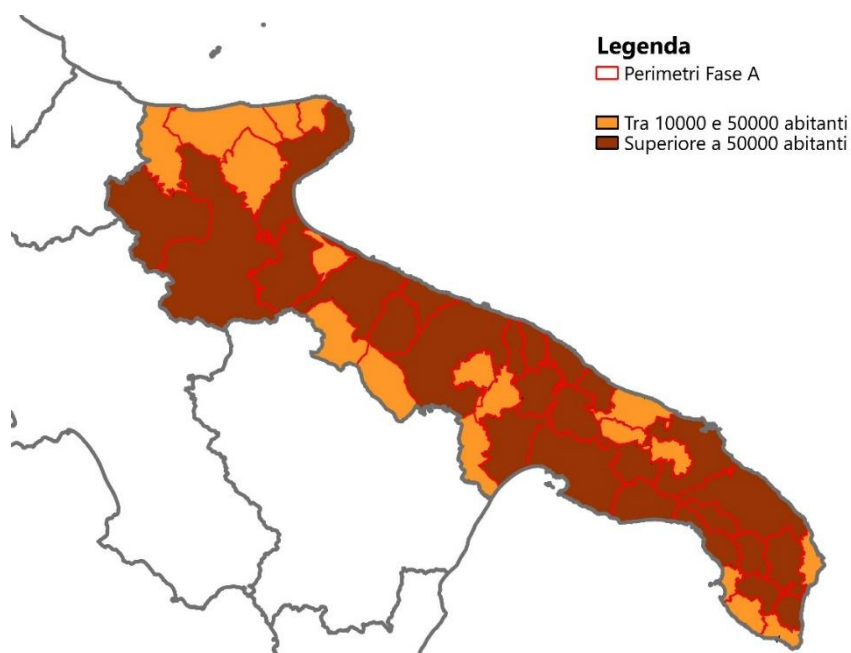 Legenda
Perimetri Fase A
Tra 10000 e 50000 abitanti
Superiore a 50000 abitanti